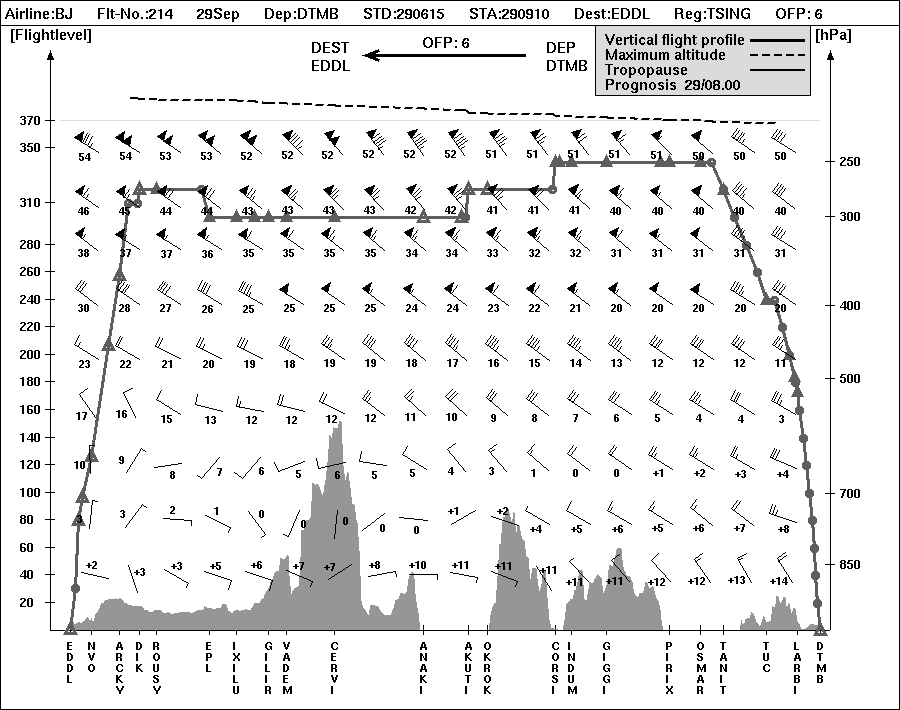 Airline:BJ Flt-No.:214 29Sep Dep:DTMB STD:290615 STA:290910 Dest:EDDL Reg:TSING OFP: 6
[Flightlevel] [hPa]
DEST OFP: 6 DEP
EDDL DTMB
Vertical flight profile
Maximum altitude
Tropopause
Prognosis 29/08.00
370
350 54 54 53 53 52 52 52 52 52 52 51 51 51 51 50 50 50 250
310 46 45 44 44 43 43 43 43 42 42 41 41 41 40 40 40 40 40 300
280 38 37 37 36 35 35 35 35 34 34 33 32 32 31 31 31 31 31
260
240 30 28 27 26 25 25 25 25 24 24 23 22 21 20 20 20 20 20 400
220
200 23 22 21 20 19 18 19 19 18 17 16 15 14 13 12 12 12 11
180 500
160 17 16 15 13 12 12 12 12 11 10 9 8 7 6 5 4 4 3
140
120 10 9 8 7 6 5 6 5 5 4 3 1 0 0 +1 +2 +3 +4
100 700
80 3 3 2 1 0 0 0 0 0 +1 +2 +4 +5 +6 +5 +6 +7 +8
60
40 +2 +3 +3 +5 +6 +7 +7 +8 +10 +11 +11 +11 +11 +11 +12 +12 +13 +14 850
20
EDDL NVO ARCKY DIK ROUSY EPL IXILU GILIR VADEM CERVI ANAKI AKUTI OKROK CORSI INDUM GIGGI PIRIX OSMAR TANIT TUC LARBI DTMB